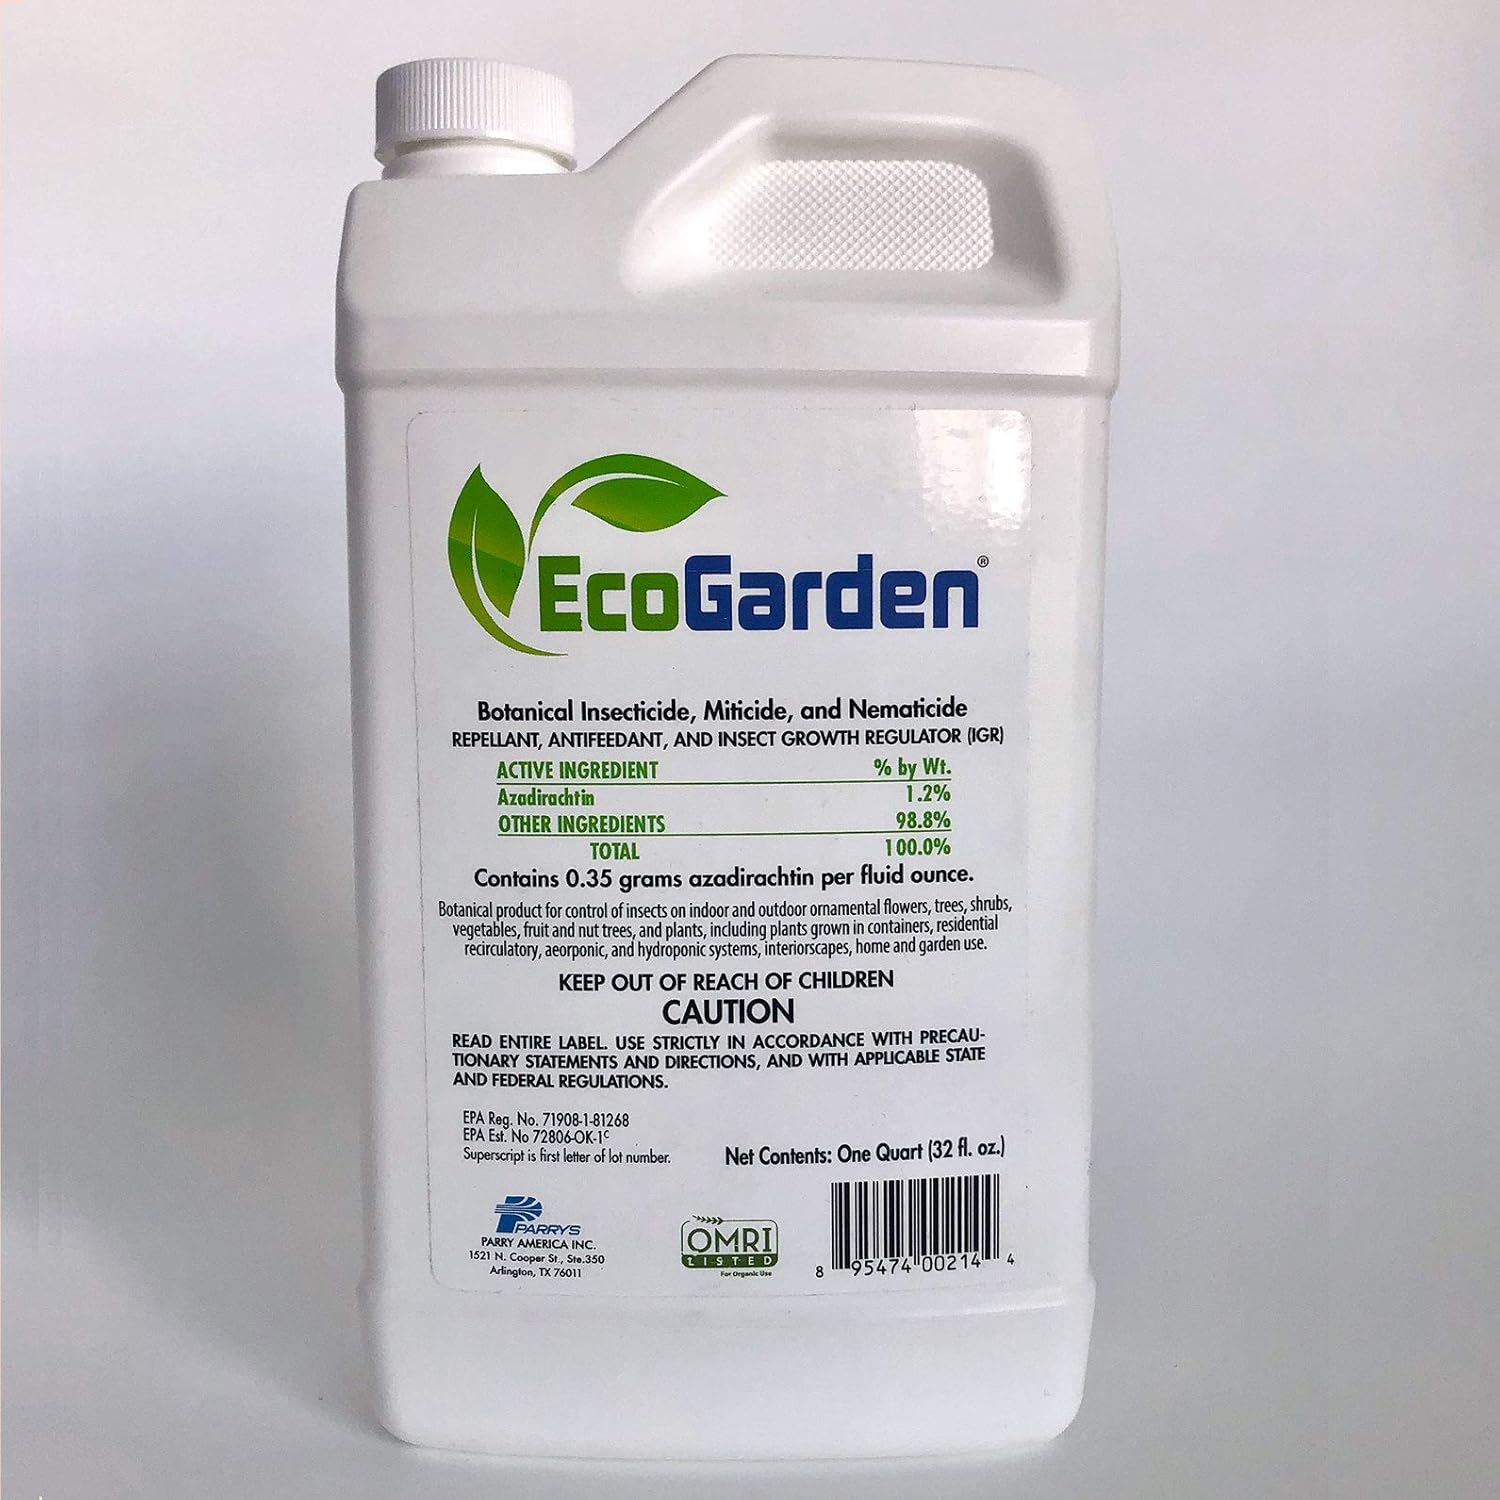 EcoGarden®
Botanical Insecticide, Miticide, and Nematicide
REPELLANT, ANTIFEEDANT, AND INSECT GROWTH REGULATOR (IGR)
ACTIVE INGREDIENT % by Wt.
Azadirachtin 1.2%
OTHER INGREDIENTS 98.8%
TOTAL 100.0%
Contains 0.35 grams azadirachtin per fluid ounce.
Botanical product for control of insects on indoor and outdoor ornamental flowers, trees, shrubs,
vegetables, fruit and nut trees, and plants, including plants grown in containers, residential
recirculatory, aeorponic, and hydroponic systems, interiorscapes, home and garden use.
KEEP OUT OF REACH OF CHILDREN
CAUTION
READ ENTIRE LABEL. USE STRICTLY IN ACCORDANCE WITH PRECAU-
TIONARY STATEMENTS AND DIRECTIONS, AND WITH APPLICABLE STATE
AND FEDERAL REGULATIONS.
EPA Reg. No. 71908-1-81268
EPA Est. No 72806-OK-1ᶜ
Superscript is first letter of lot number.
Net Contents: One Quart (32 fl. oz.)
PARRYS
PARRY AMERICA INC.
1521 N. Cooper St., Ste.350
Arlington, TX 76011
OMRI
LISTED
For Organic Use
8 95474 00214 4